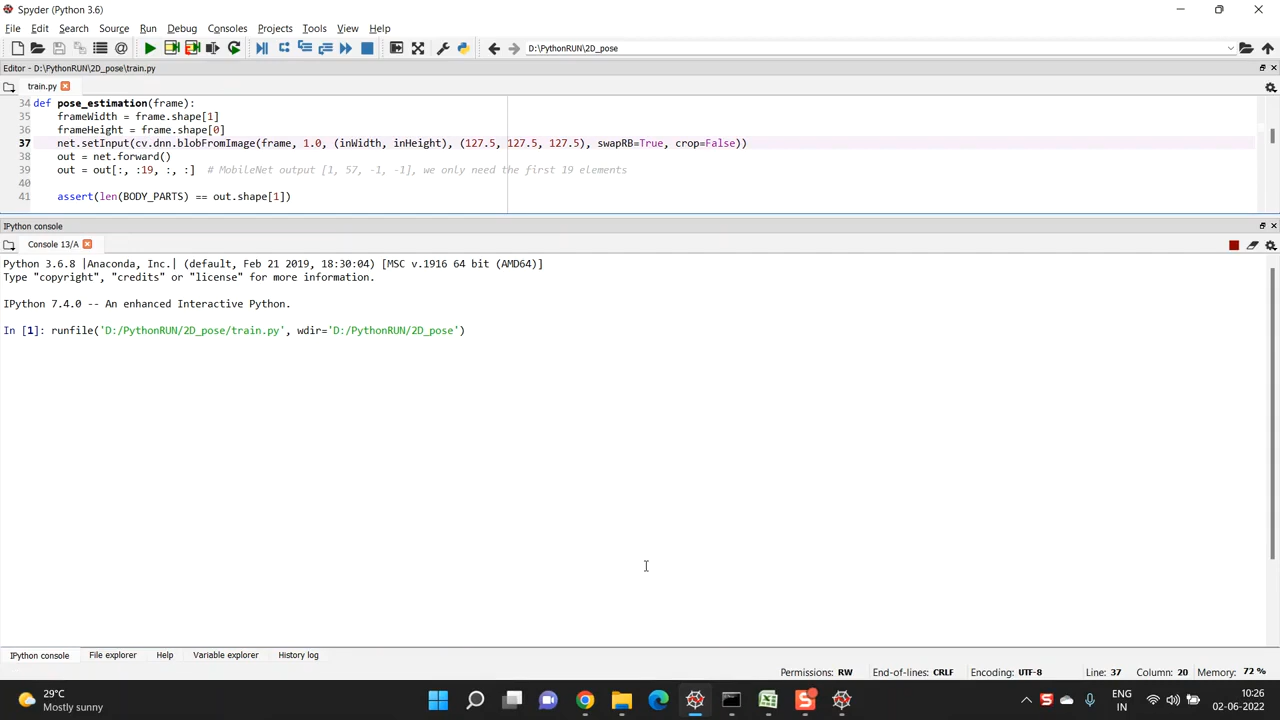 Spyder (Python 3.6)
File Edit Search Source Run Debug Consoles Projects Tools View Help
D:\PythonRUN\2D_pose
Editor - D:\PythonRUN\2D_pose\train.py
train.py
34 def pose_estimation(frame):
35 frameWidth = frame.shape[1]
36 frameHeight = frame.shape[0]
37 net.setInput(cv.dnn.blobFromImage(frame, 1.0, (inWidth, inHeight), (127.5, 127.5, 127.5), swapRB=True, crop=False))
38 out = net.forward()
39 out = out[:, :19, :, :] # MobileNet output [1, 57, -1, -1], we only need the first 19 elements
40
41 assert(len(BODY_PARTS) == out.shape[1])
IPython console
Console 13/A
Python 3.6.8 |Anaconda, Inc.| (default, Feb 21 2019, 18:30:04) [MSC v.1916 64 bit (AMD64)]
Type "copyright", "credits" or "license" for more information.
IPython 7.4.0 -- An enhanced Interactive Python.
In [1]: runfile('D:/PythonRUN/2D_pose/train.py', wdir='D:/PythonRUN/2D_pose')
IPython console File explorer Help Variable explorer History log
Permissions: RW End-of-lines: CRLF Encoding: UTF-8 Line: 37 Column: 20 Memory: 72 %
29°C
Mostly sunny
ENG
IN
10:26
02-06-2022